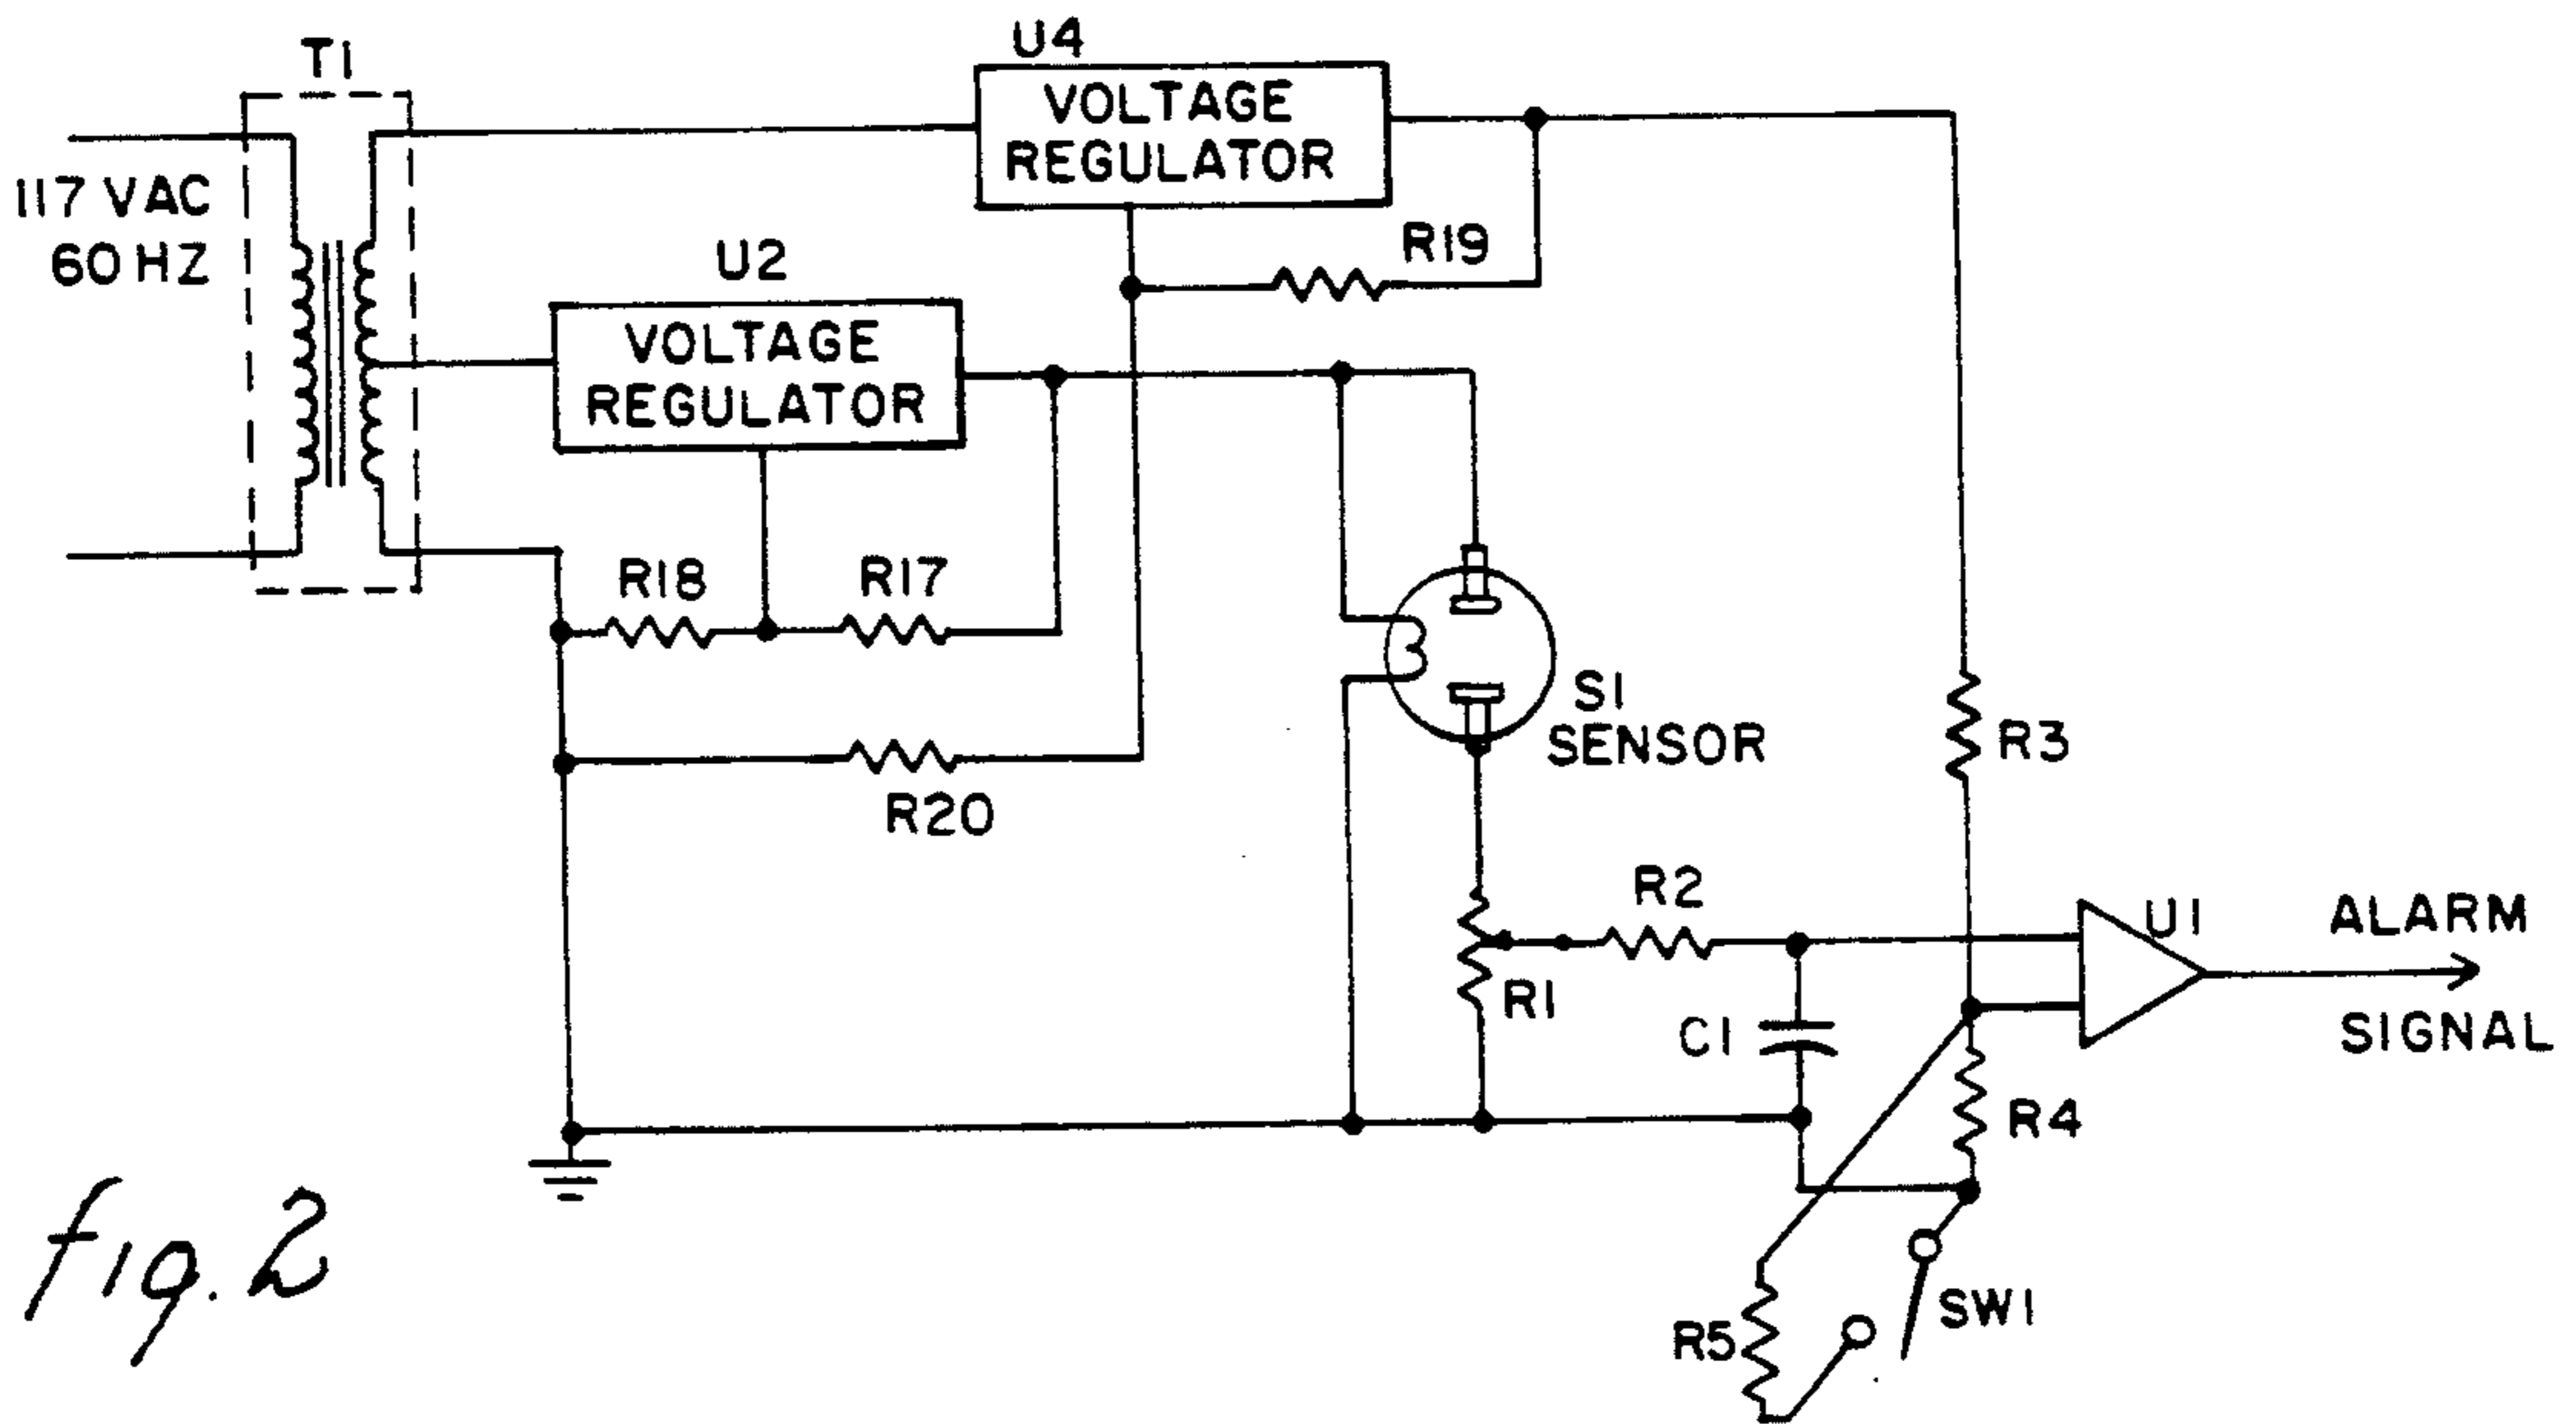 T1
U4
VOLTAGE
REGULATOR
117 VAC
60 HZ
R19
U2
VOLTAGE
REGULATOR
R18
R17
S1
SENSOR
R3
R20
R2
U1
ALARM
SIGNAL
R1
C1
R4
SW1
R5
fig. 2